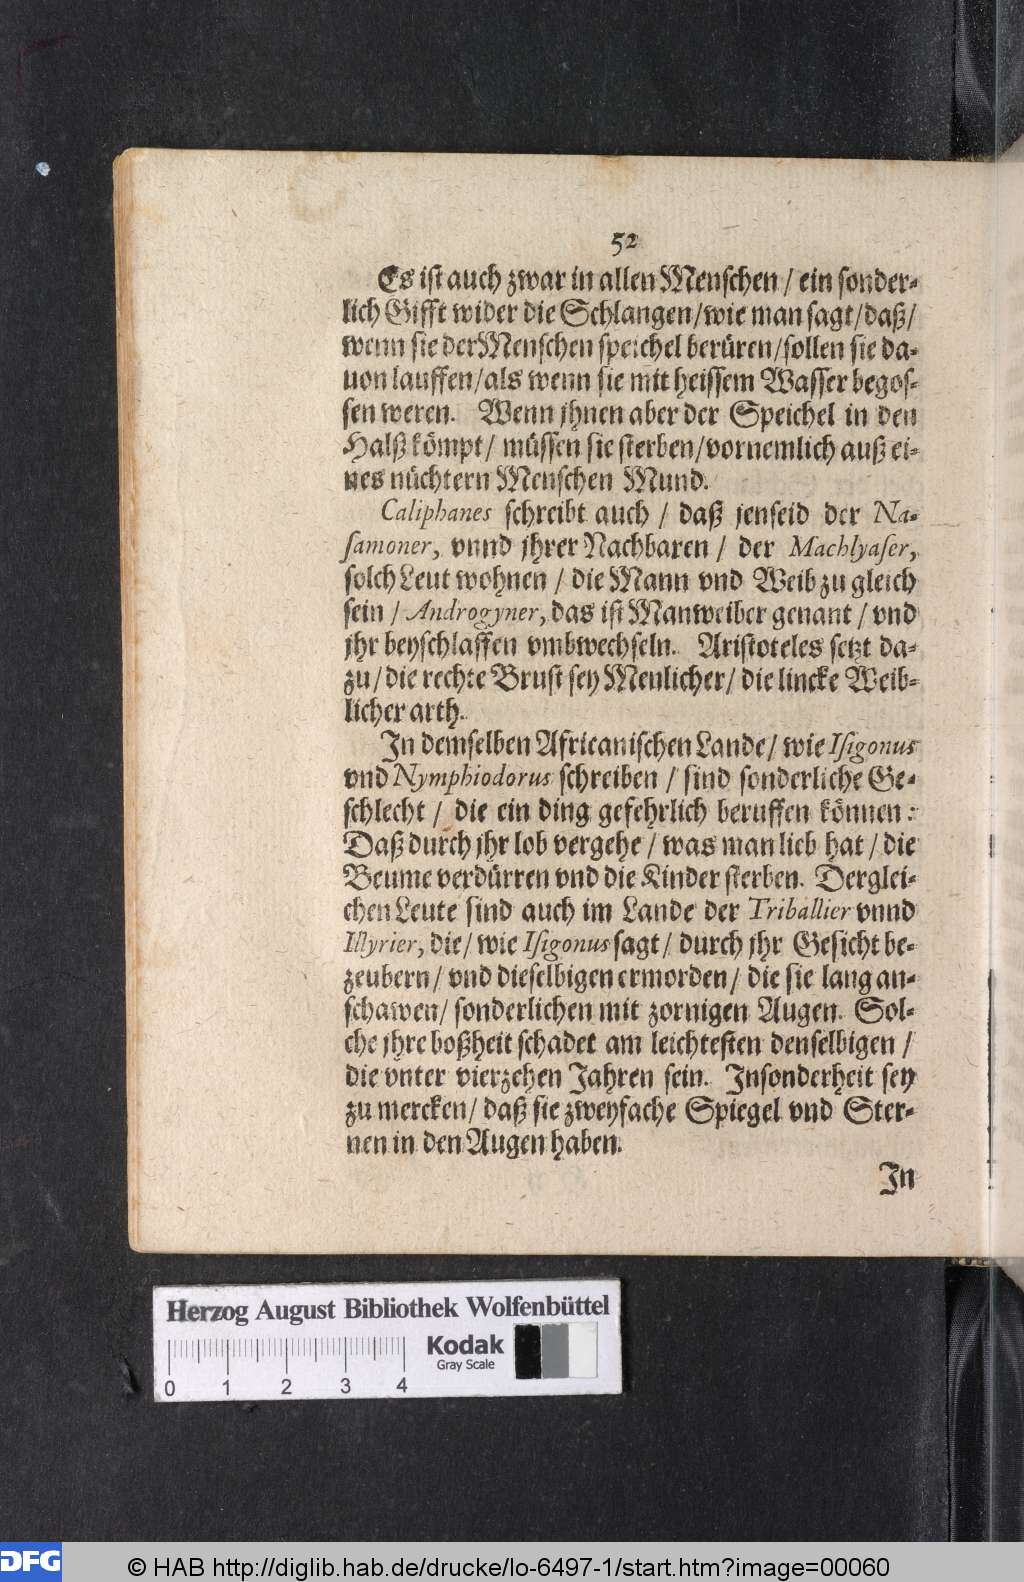 52
Es ist auch zwar in allen Menschen / ein sonder-
lich Gifft wider die Schlangen/wie man sagt/daß/
wenn sie der Menschen speichel berüren/sollen sie da-
uon lauffen/als wenn sie mit heissem Wasser begos-
sen weren. Wenn jhnen aber der Speichel in den
Halß kömpt/ müssen sie sterben/vornemlich auß ei-
nes nüchtern Menschen Mund.
Caliphanes schreibt auch / daß jenseid der Na-
samoner, vnnd jhrer Nachbaren / der Machlyaser,
solch Leut wohnen / die Mann vnd Weib zu gleich
sein / Androgyner, das ist Manweiber genant / vnd
jhr beyschlaffen vmbwechseln. Aristoteles setzt da-
zu / die rechte Brust sey Menlicher/ die lincke Weib-
licher arth.
In demselben Africanischen Lande/ wie Isigonus
vnd Nymphiodorus schreiben / sind sonderliche Ge-
schlecht / die ein ding gefehrlich beruffen können:
Daß durch jhr lob vergehe / was man lieb hat / die
Beume verdürren vnd die Kinder sterben. Derglei-
chen Leute sind auch im Lande der Triballier vnnd
Illyrier, die/ wie Isigonus sagt / durch jhr Gesicht be-
zeubern / vnd dieselbigen ermorden / die sie lang an-
schawen/ sonderlichen mit zornigen Augen. Sol-
che jhre boßheit schadet am leichtesten denselbigen /
die vnter vierzehen Jahren sein. Insonderheit sey
zu mercken/ daß sie zweyfache Spiegel vnd Ster-
nen in den Augen haben.
In
Herzog August Bibliothek Wolfenbüttel
Kodak
Gray Scale
0 1 2 3 4
DFG
© HAB http://diglib.hab.de/drucke/lo-6497-1/start.htm?image=00060